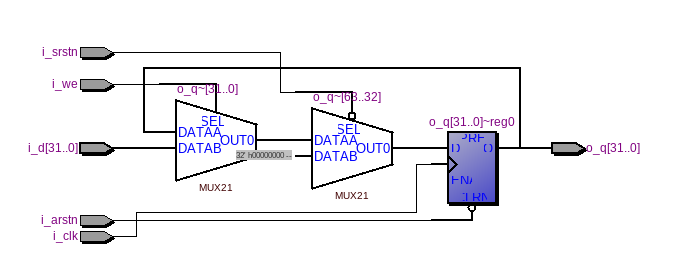 i_srstn
i_we
o_q~[31..0]
o_q~[63..32]
SEL
SEL
i_d[31..0]
DATAA
DATAB
OUT0
32' h00000000 --
DATAA
DATAB
OUT0
MUX21
MUX21
o_q[31..0]~reg0
PRE
D
Q
ENA
CLRN
o_q[31..0]
i_arstn
i_clk